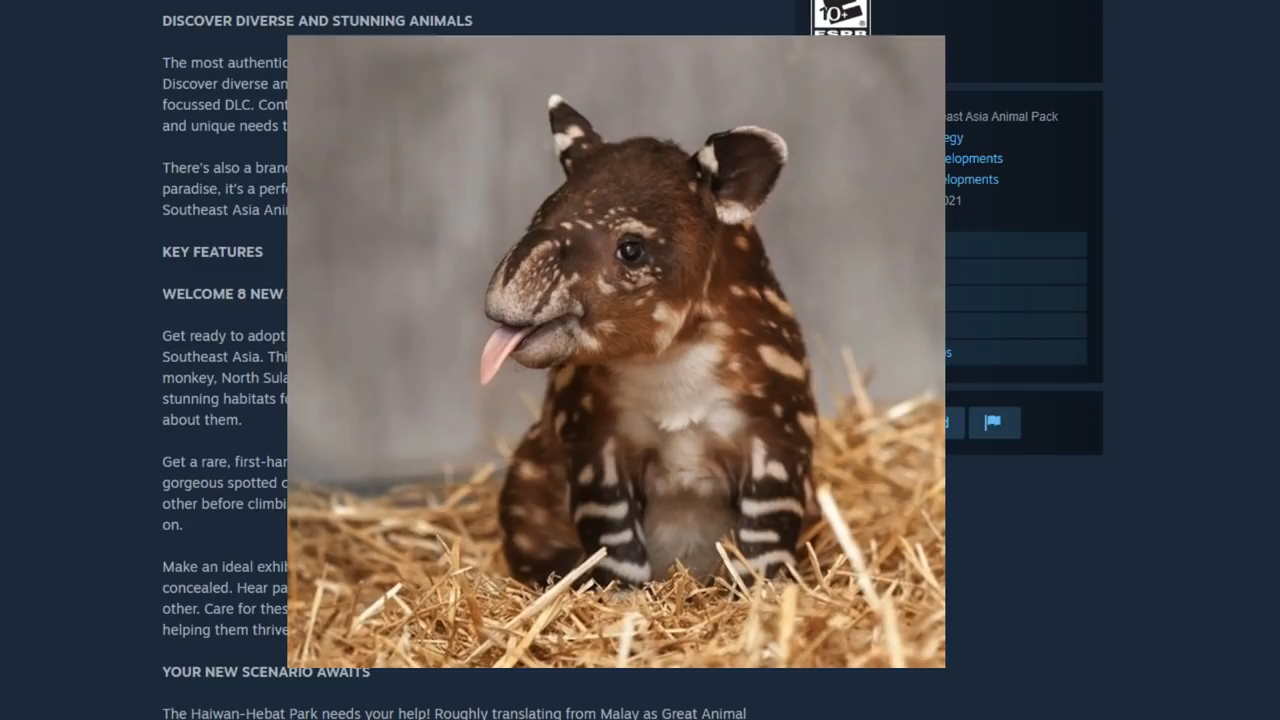 DISCOVER DIVERSE AND STUNNING ANIMALS
10+
ESRB
The most authentic
Discover diverse an
focussed DLC. Cont
and unique needs t
There's also a bran
paradise, it's a perf
Southeast Asia Ani
KEY FEATURES
WELCOME 8 NEW
Get ready to adopt
Southeast Asia. Thi
monkey, North Sula
stunning habitats fo
about them.
Get a rare, first-har
gorgeous spotted c
other before climbi
on.
Make an ideal exhib
concealed. Hear pa
other. Care for thes
helping them thrive
YOUR NEW SCENARIO AWAITS
The Haiwan-Hebat Park needs your help! Roughly translating from Malay as Great Animal
ast Asia Animal Pack
egy
elopments
lopments
021
s
d